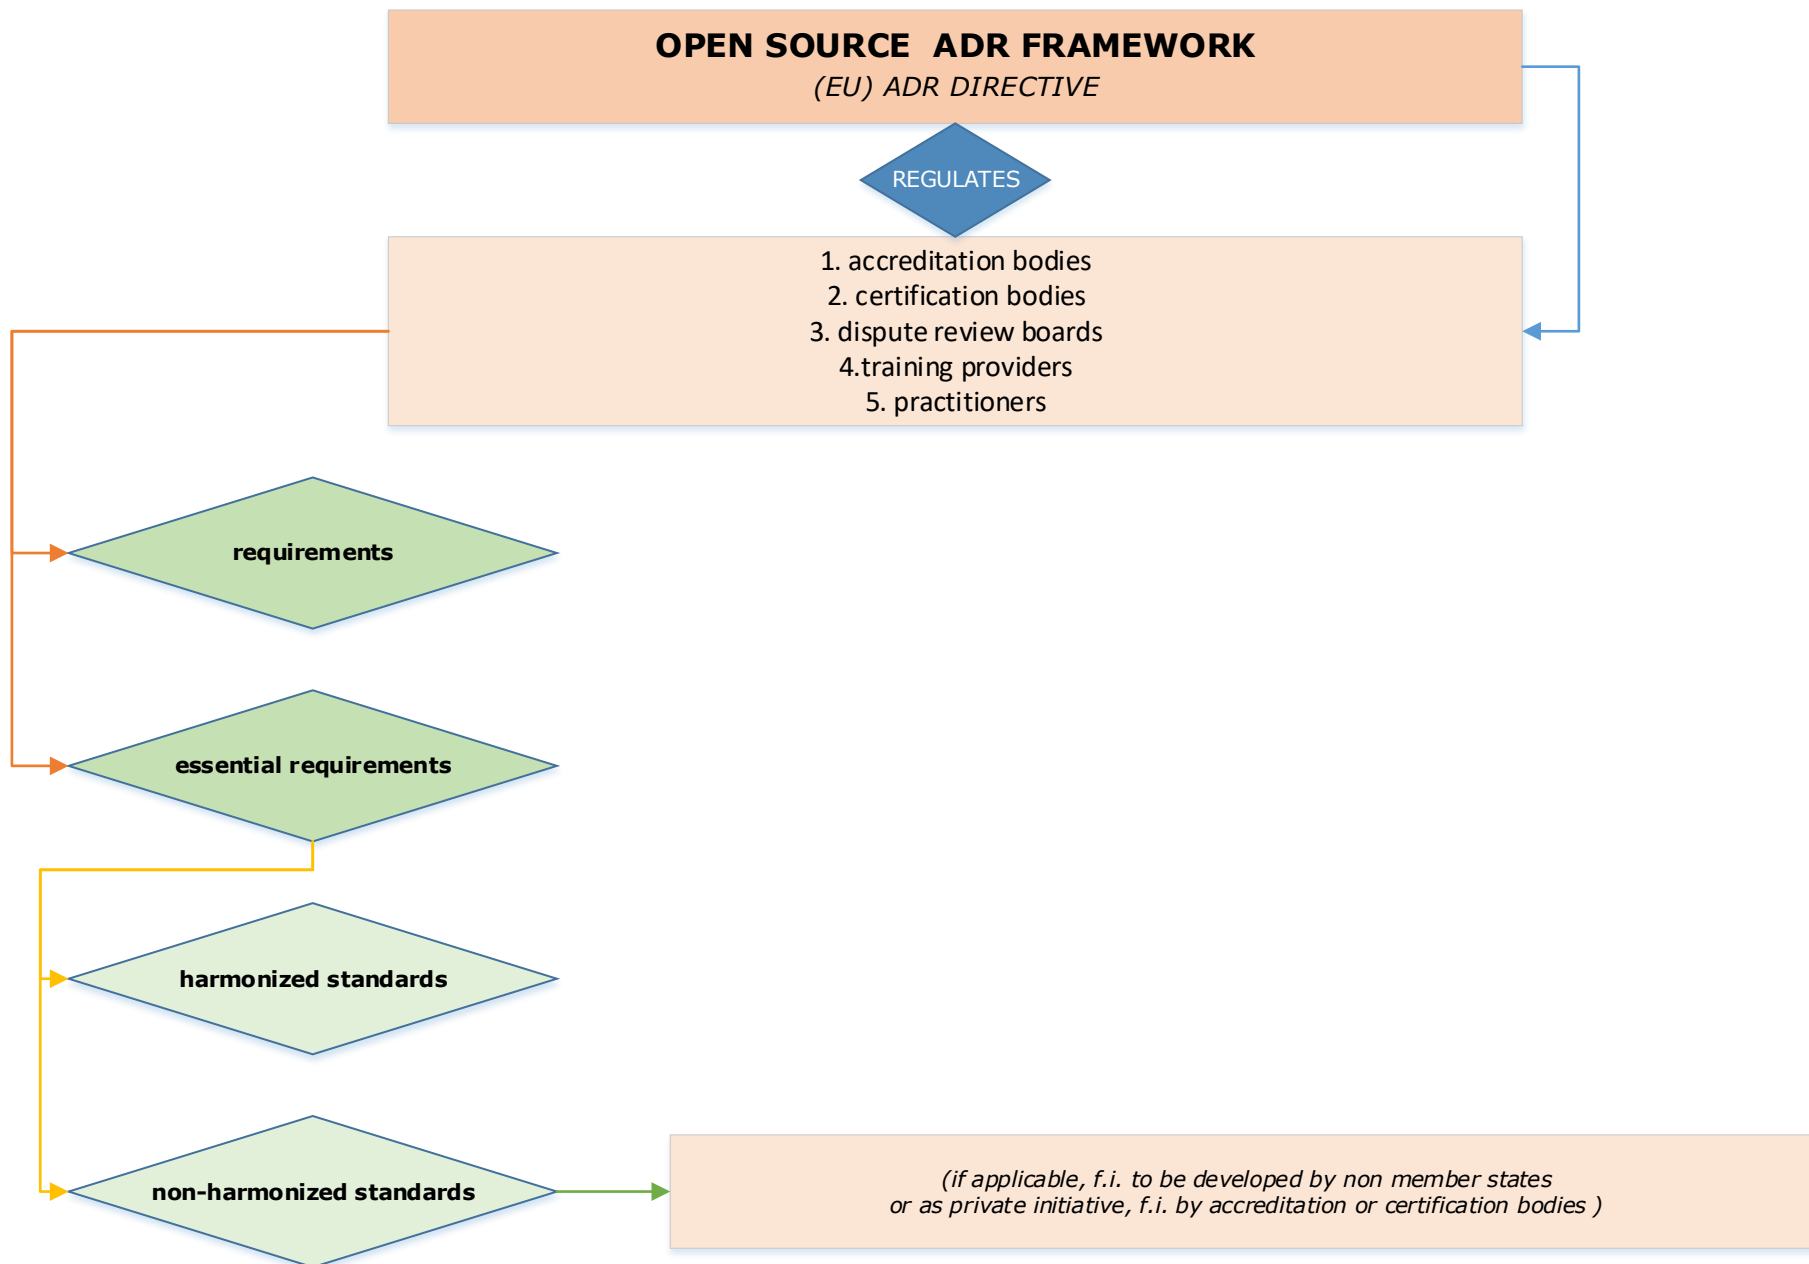 OPEN SOURCE  ADR FRAMEWORK
(EU) ADR DIRECTIVE
REGULATES
1. accreditation bodies
2. certification bodies
3. dispute review boards
4.training providers
5. practitioners
requirements
essential requirements
harmonized standards
non-harmonized standards
(if applicable, f.i. to be developed by non member states
or as private initiative, f.i. by accreditation or certification bodies )